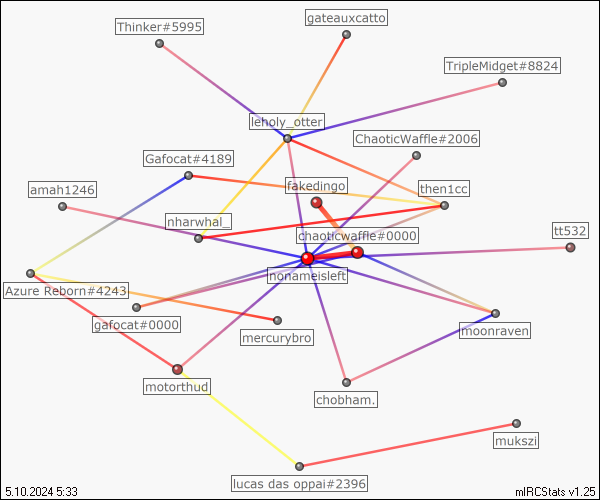 gateauxcatto
Thinker#5995
TripleMidget#8824
leholy_otter
ChaoticWaffle#2006
Gafocat#4189
fakedingo
then1cc
amah1246
nharwhal_
tt532
chaoticwaffle#0000
nonameisleft
Azure Reborn#4243
gafocat#0000
moonraven
mercurybro
motorthud
chobham.
mukszi
lucas das oppai#2396
5.10.2024 5:33
mIRCStats v1.25